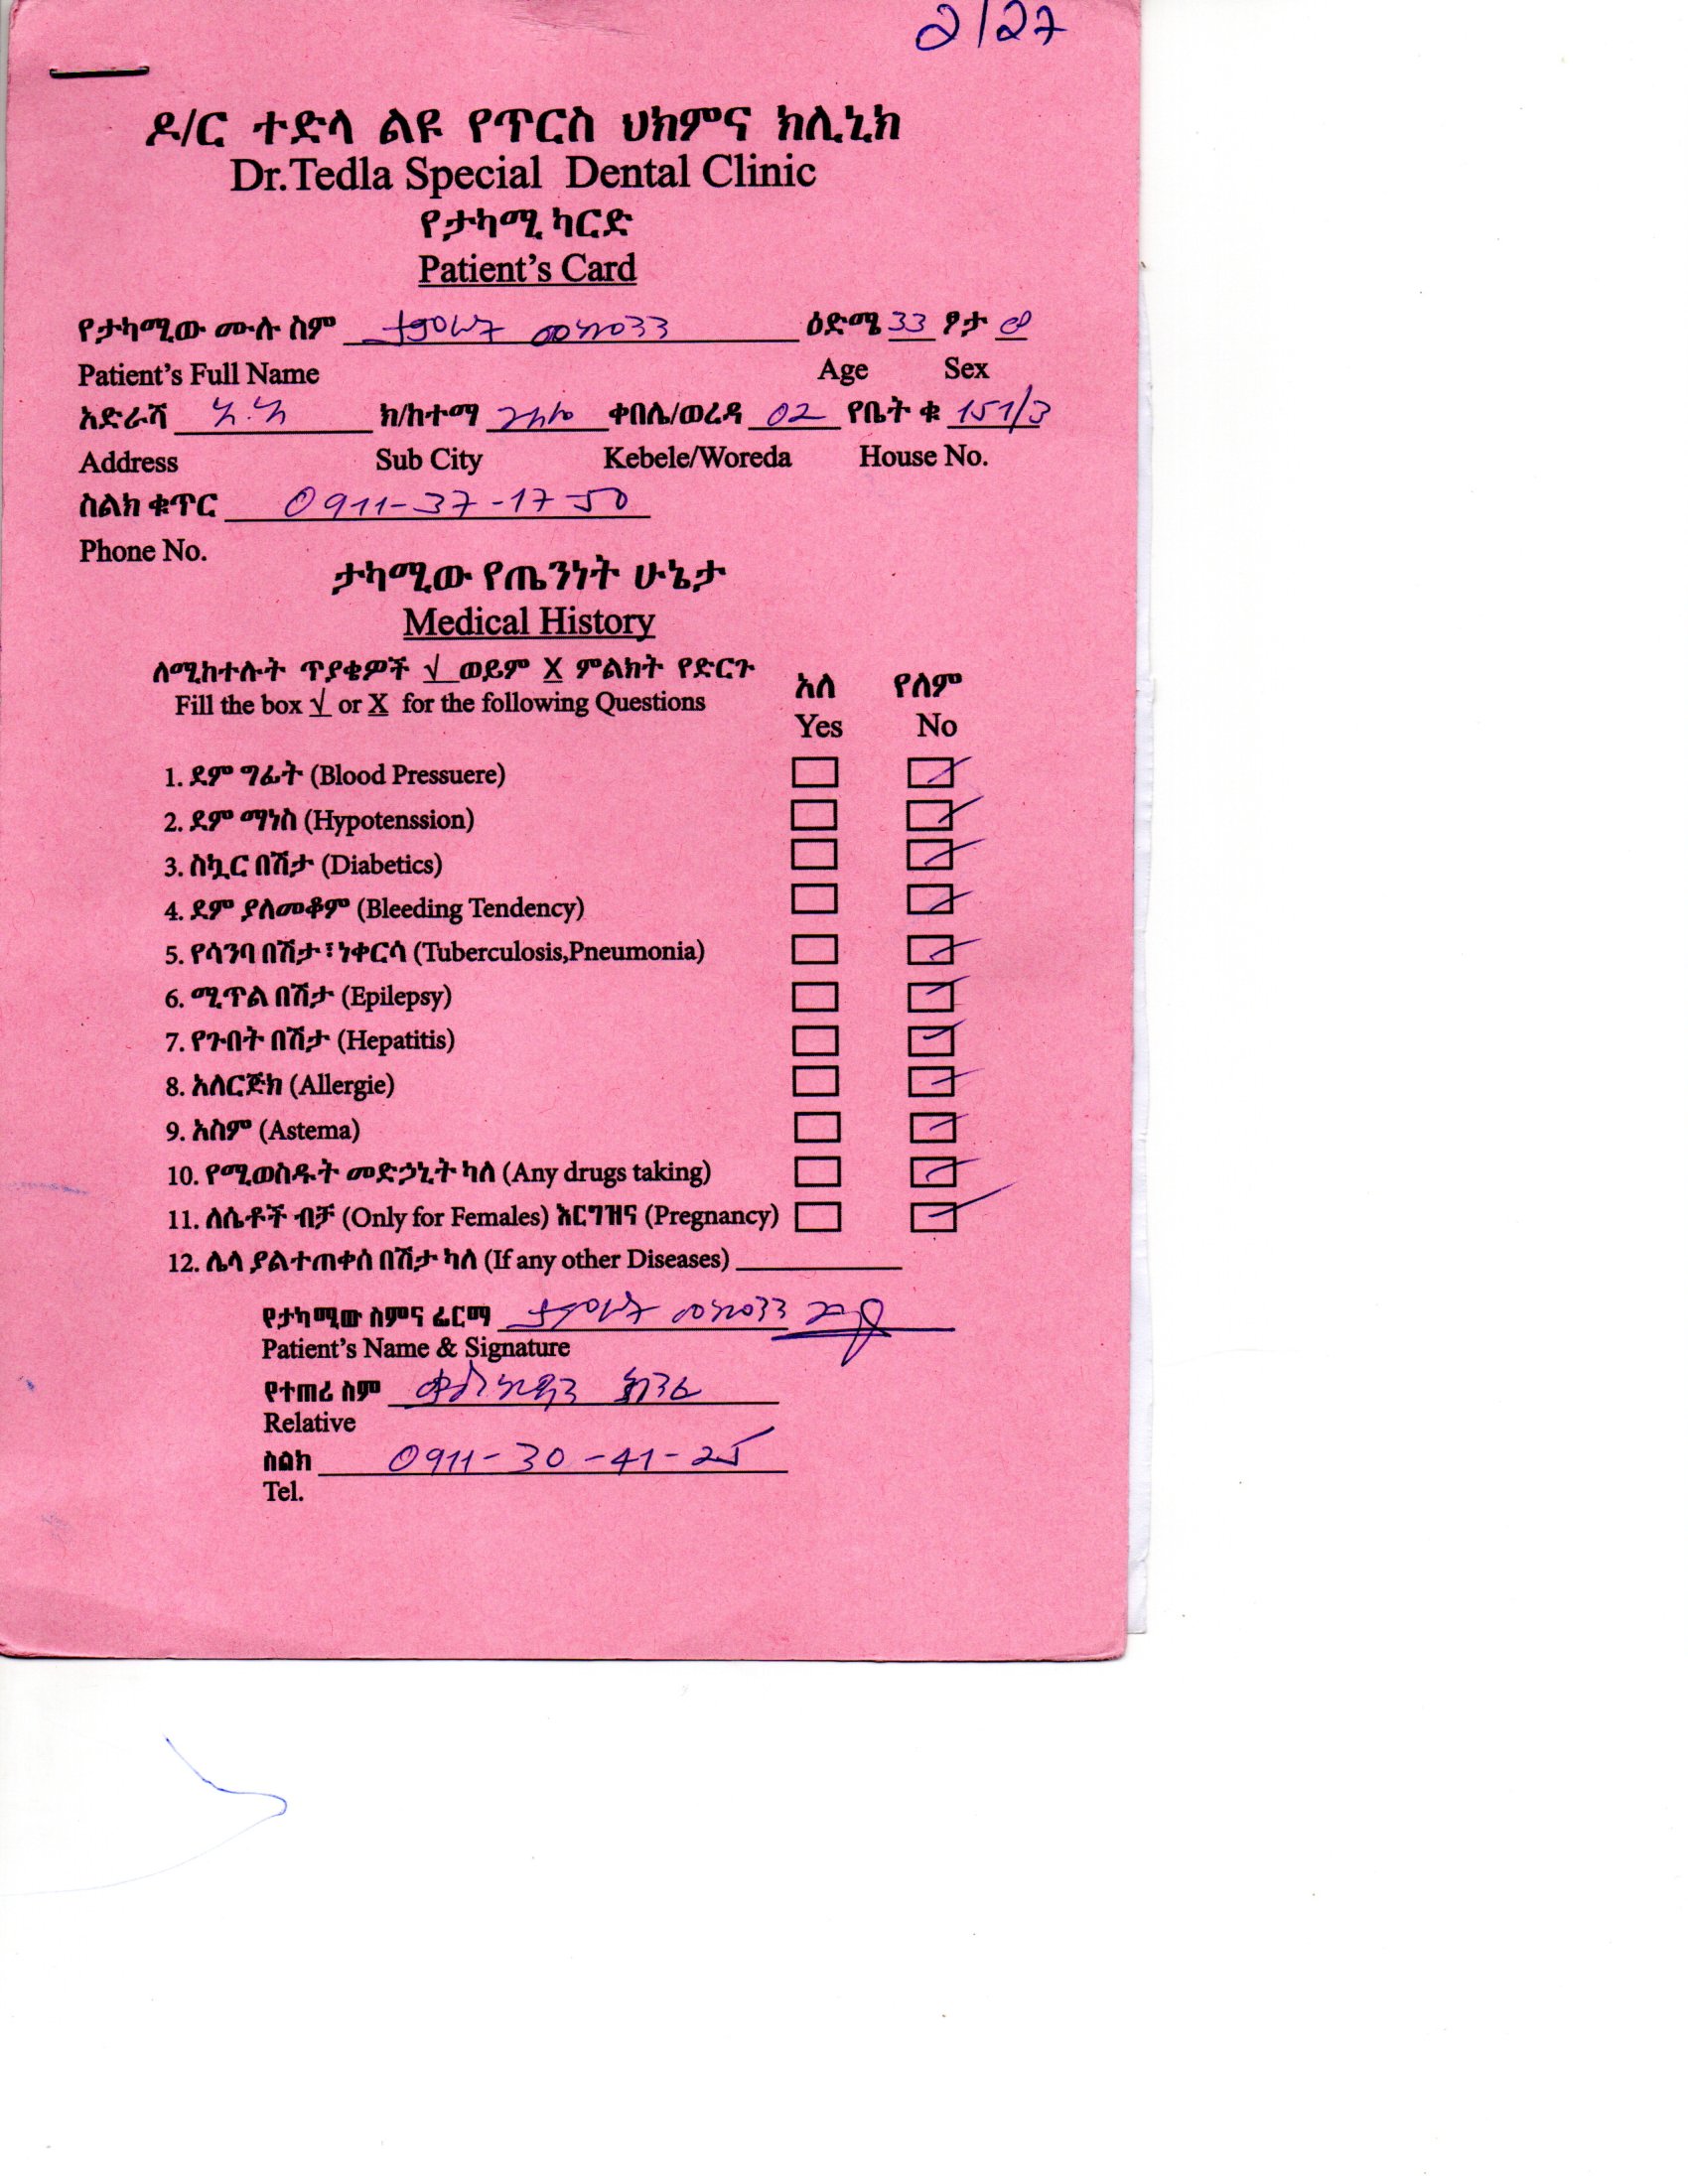 2/27
ዶ/ር ተድላ ልዩ የጥርስ ህክምና ክሊኒክ
Dr.Tedla Special Dental Clinic
የታካሚ ካርድ
Patient's Card
የታካሚው ሙሉ ስም ዕድሜ 33 ፆታ
Patient's Full Name Age Sex
አድራሻ አ.አ ክ/ከተማ ቀበሌ/ወረዳ 02 የቤት ቁ 151/3
Address Sub City Kebele/Woreda House No.
ስልክ ቁጥር 0911-37-17-50
Phone No.
ታካሚው የጤንነት ሁኔታ
Medical History
ለሚከተሉት ጥያቄዎች √ ወይም X ምልክት የድርጉ
Fill the box √ or X for the following Questions
አለ የለም
Yes No
1. ደም ግፊት (Blood Pressuere)
2. ደም ማነስ (Hypotenssion)
3. ስኳር በሽታ (Diabetics)
4. ደም ያለመቆም (Bleeding Tendency)
5. የሳንባ በሽታ፣ነቀርሳ (Tuberculosis,Pneumonia)
6. ሚጥል በሽታ (Epilepsy)
7. የጉበት በሽታ (Hepatitis)
8. አለርጅክ (Allergie)
9. አስም (Astema)
10. የሚወስዱት መድኃኒት ካለ (Any drugs taking)
11. ለሴቶች ብቻ (Only for Females) እርግዝና (Pregnancy)
12. ሌላ ያልተጠቀሰ በሽታ ካለ (If any other Diseases)
የታካሚው ስምና ፊርማ
Patient's Name & Signature
የተጠሪ ስም
Relative
ስልክ 0911-30-41-25
Tel.